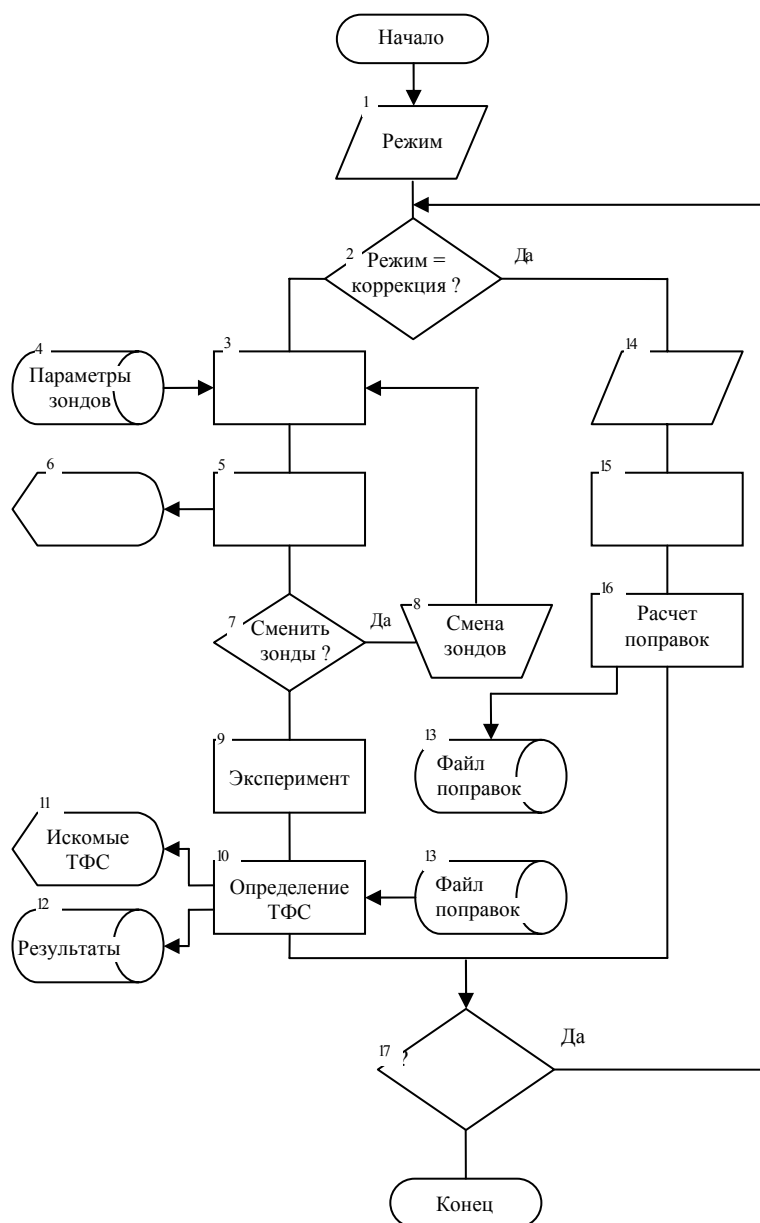 Начало
1
Режим
2
Режим =
коррекция ?
Да
4
Параметры
зондов
3
14
6
5
15
7
Сменить
зонды ?
Да
8
Смена
зондов
16
Расчет
поправок
9
Эксперимент
13
Файл
поправок
11
Искомые
ТФС
10
Определение
ТФС
13
Файл
поправок
12
Результаты
17
?
Да
Конец